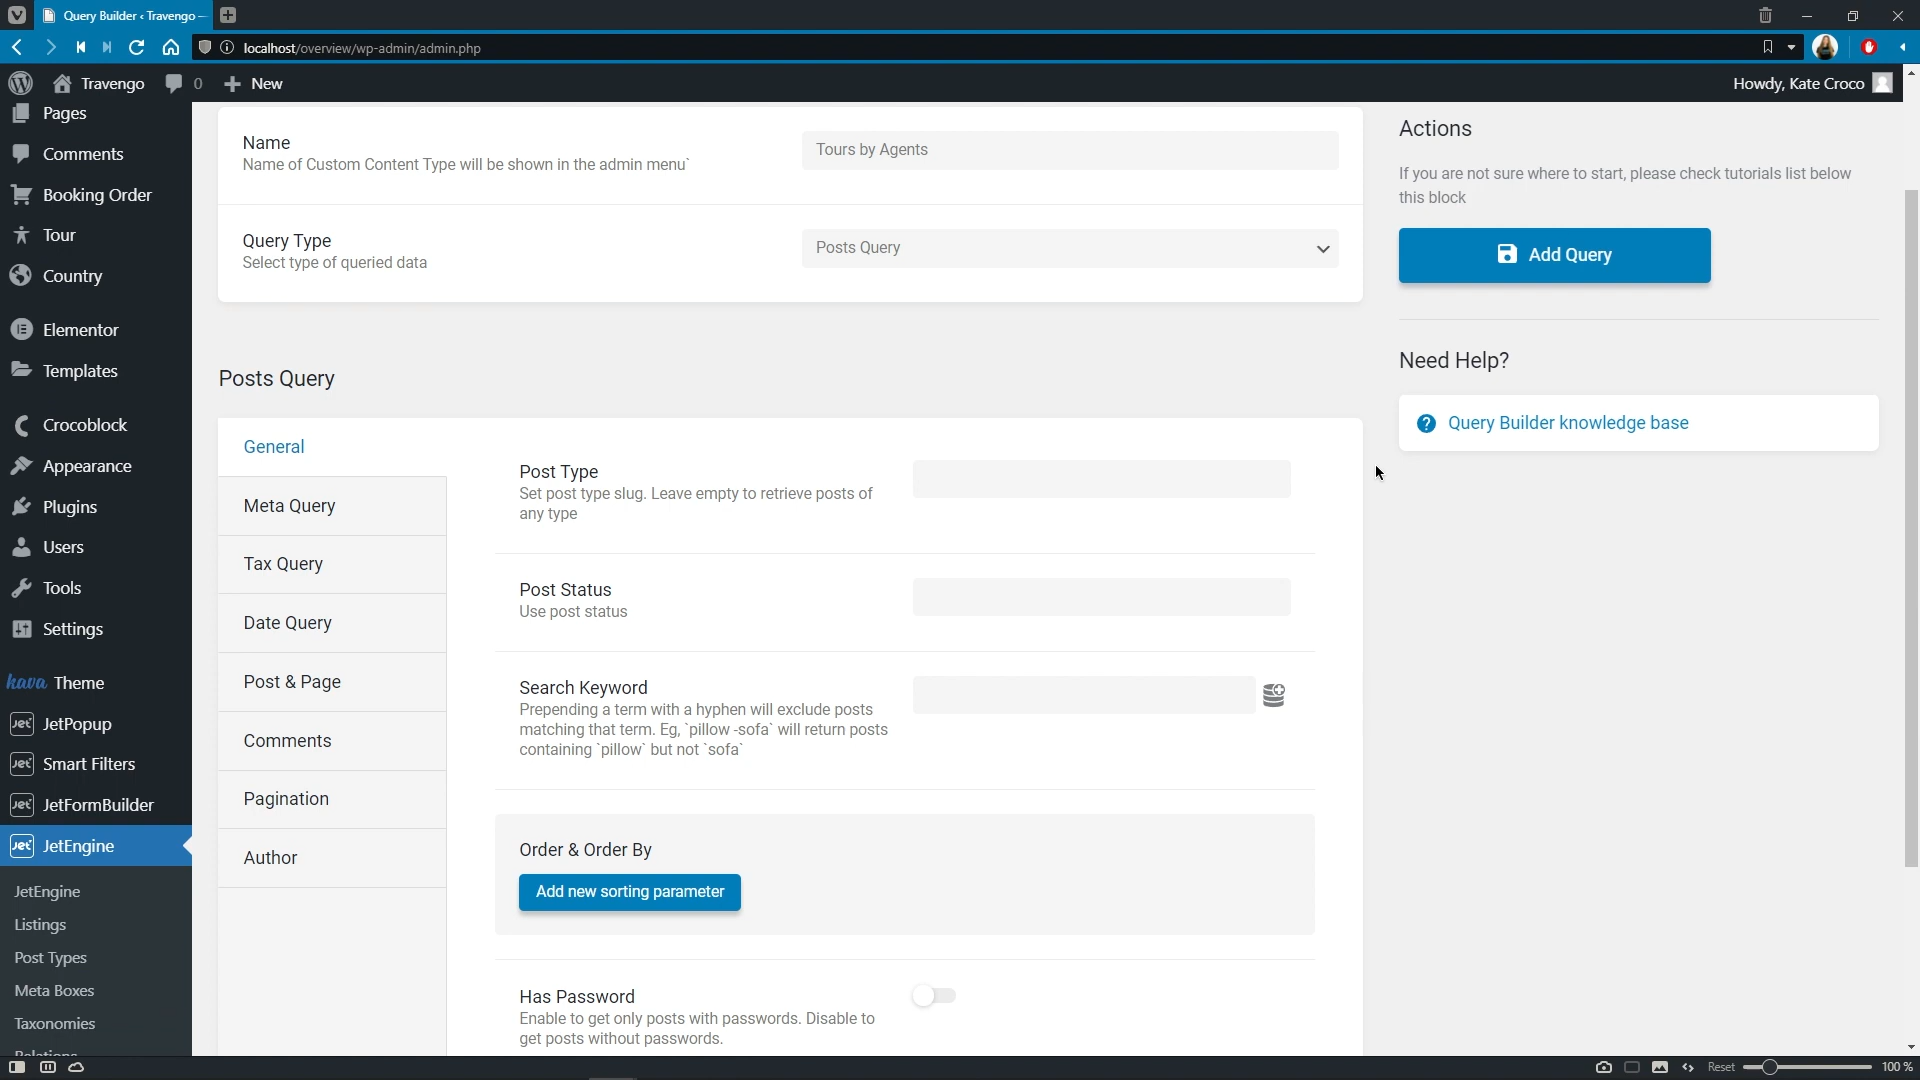 Query Builder ‹ Travengo —
localhost/overview/wp-admin/admin.php
Travengo
0
New
Howdy, Kate Croco
Pages
Comments
Booking Order
Tour
Country
Elementor
Templates
Crocoblock
Appearance
Plugins
Users
Tools
Settings
hava Theme
Jet JetPopup
Jet Smart Filters
Jet JetFormBuilder
Jet JetEngine
JetEngine
Listings
Post Types
Meta Boxes
Taxonomies
Relations
Name
Name of Custom Content Type will be shown in the admin menu`
Tours by Agents
Query Type
Select type of queried data
Posts Query
Posts Query
General
Meta Query
Tax Query
Date Query
Post & Page
Comments
Pagination
Author
Post Type
Set post type slug. Leave empty to retrieve posts of
any type
Post Status
Use post status
Search Keyword
Prepending a term with a hyphen will exclude posts
matching that term. Eg, `pillow -sofa` will return posts
containing `pillow` but not `sofa`
Order & Order By
Add new sorting parameter
Has Password
Enable to get only posts with passwords. Disable to
get posts without passwords.
Actions
If you are not sure where to start, please check tutorials list below
this block
Add Query
Need Help?
Query Builder knowledge base
Reset
100 %